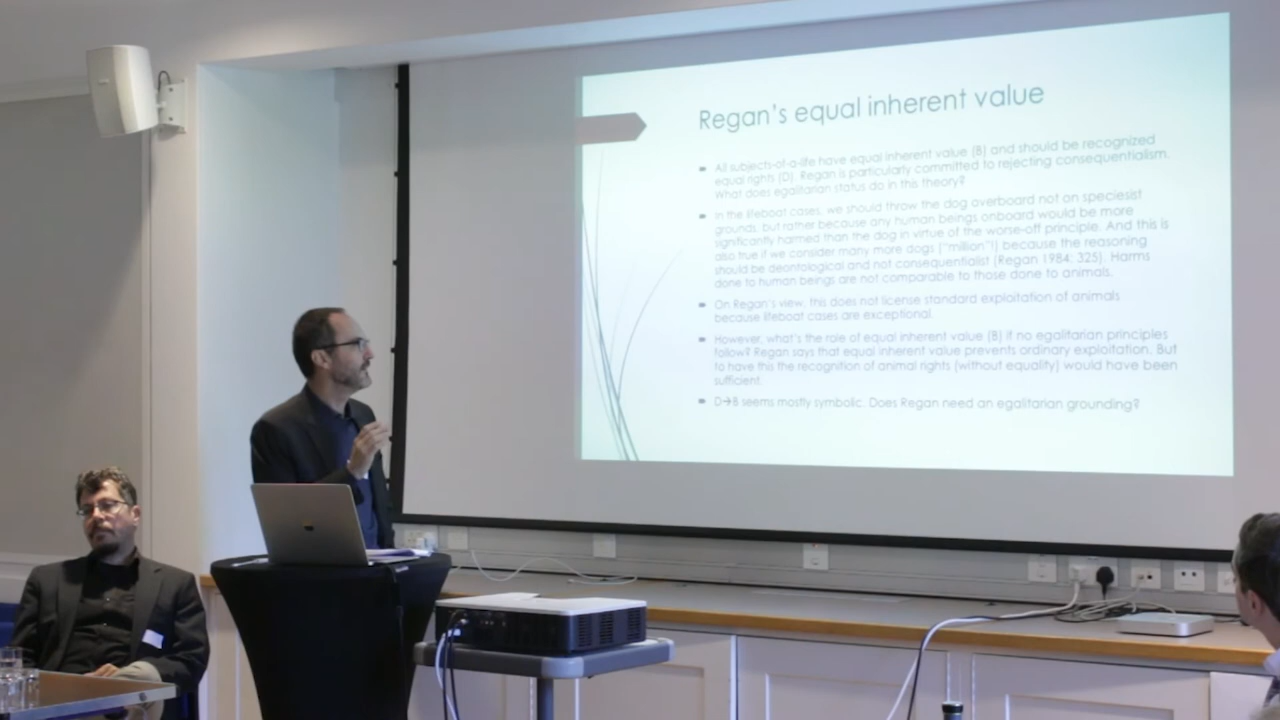 Regan's equal inherent value
All subjects-of-a-life have equal inherent value (B) and should be recognized
equal rights (D). Regan is particularly committed to rejecting consequentialism.
What does egalitarian status do in this theory?
In the lifeboat cases, we should throw the dog overboard not on speciesist
grounds, but rather because any human beings onboard would be more
significantly harmed than the dog in virtue of the worse-off principle. And this is
also true if we consider many more dogs ("million"!) because the reasoning
should be deontological and not consequentialist (Regan 1984: 325). Harms
done to human beings are not comparable to those done to animals.
On Regan's view, this does not license standard exploitation of animals
because lifeboat cases are exceptional.
However, what's the role of equal inherent value (B) if no egalitarian principles
follow? Regan says that equal inherent value prevents ordinary exploitation. But
to have this the recognition of animal rights (without equality) would have been
sufficient.
D→B seems mostly symbolic. Does Regan need an egalitarian grounding?